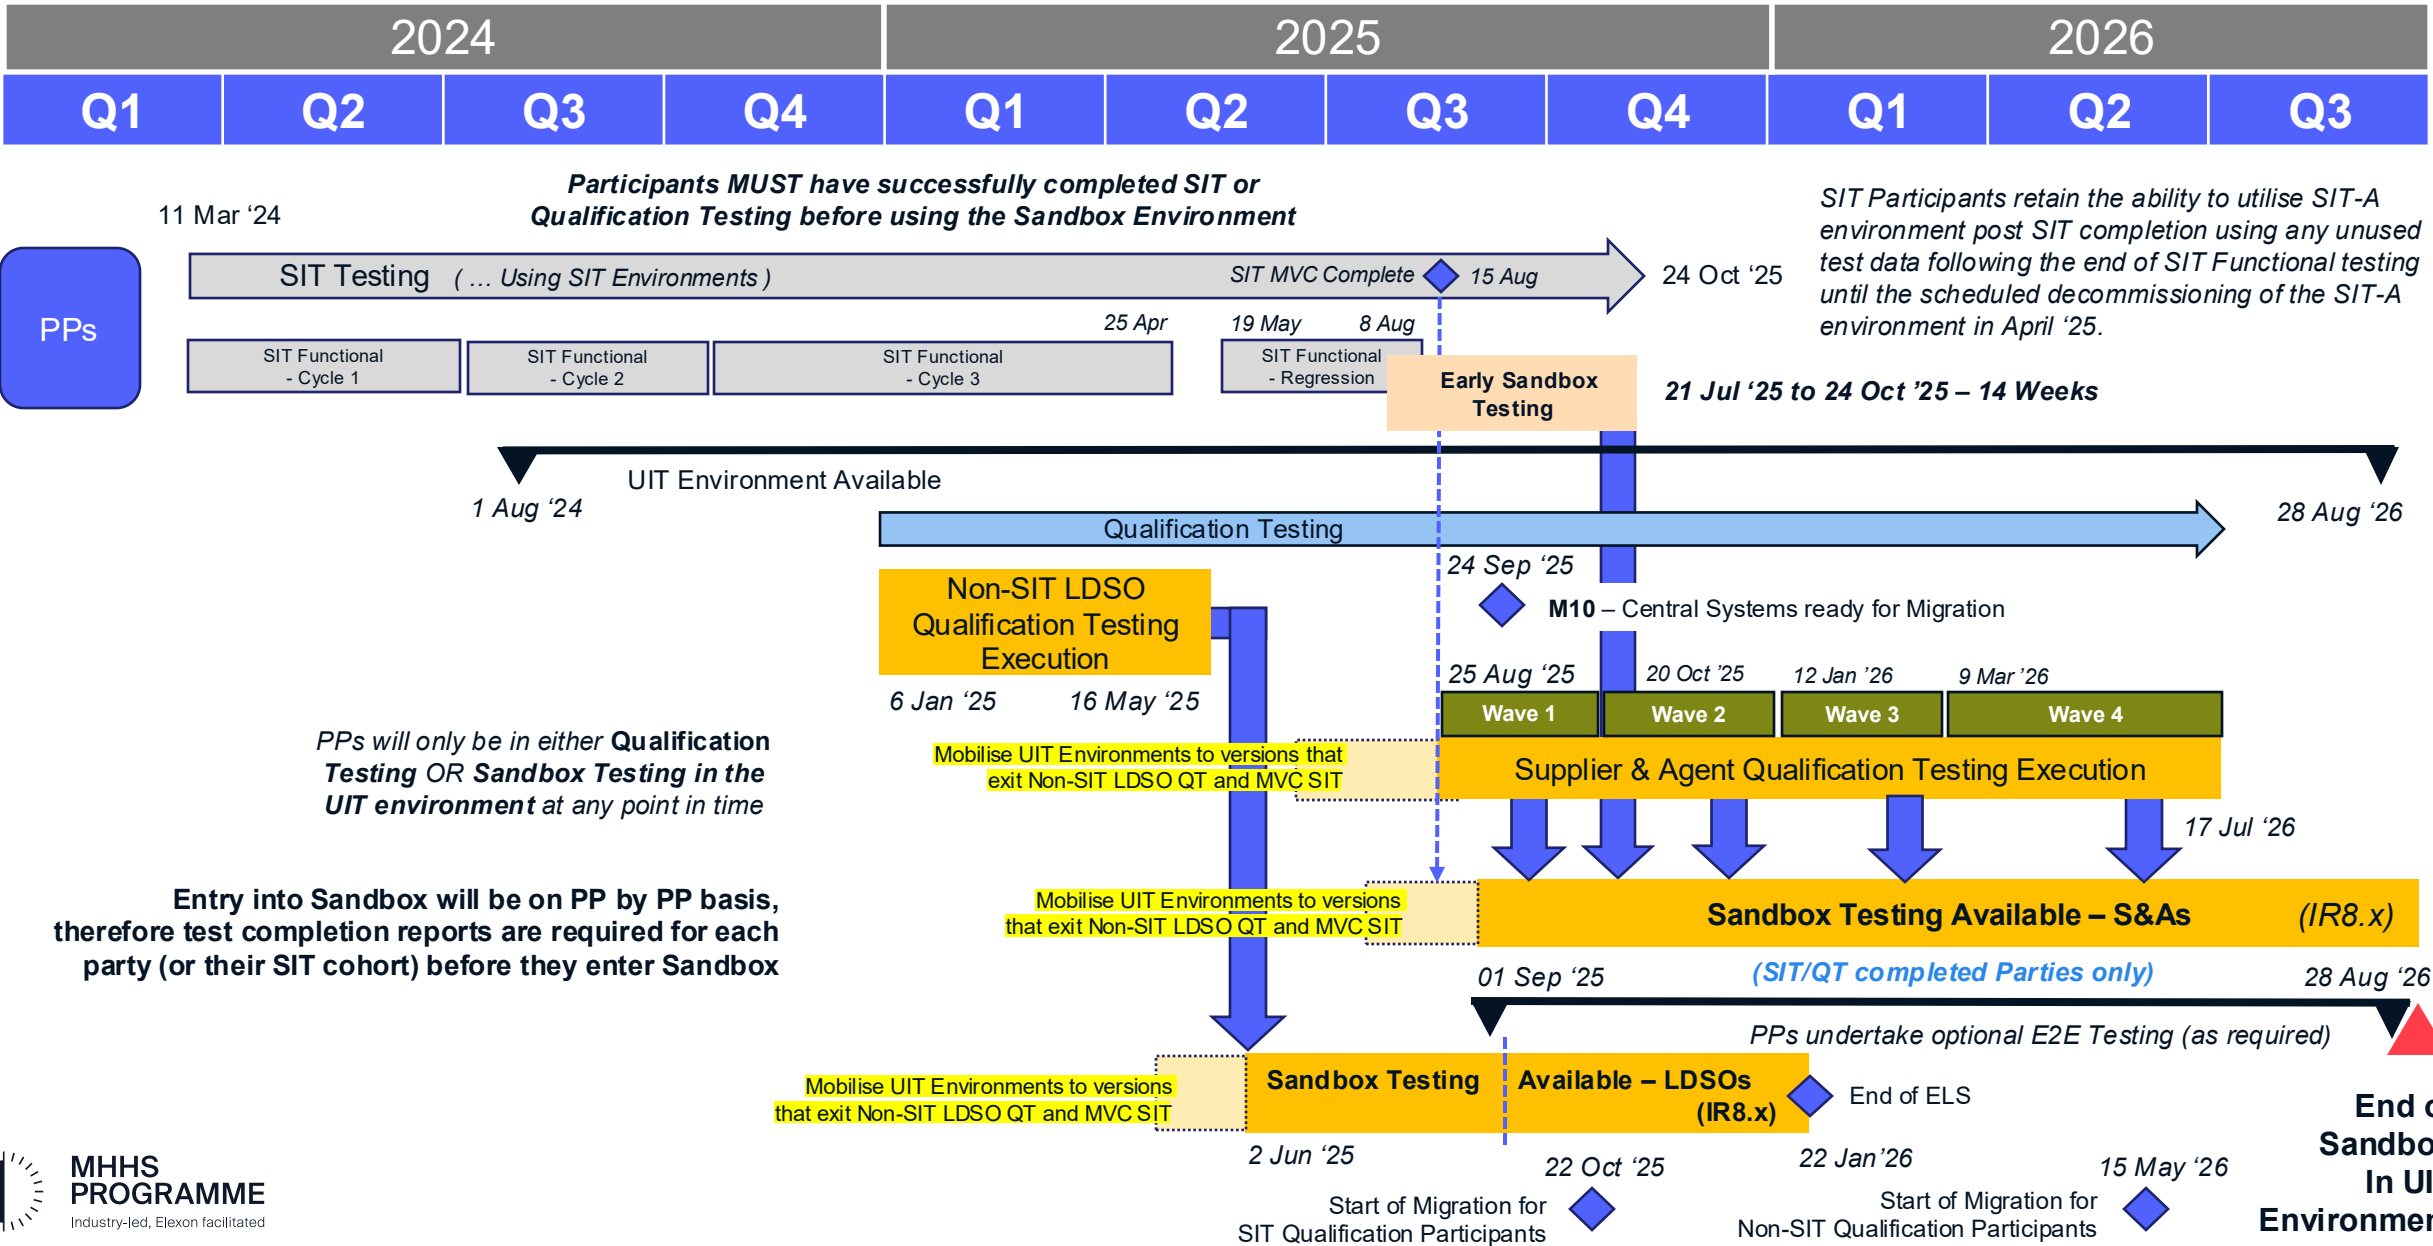 2024
2025
2026
Q1
Q2
Q3
Q4
Q1
Q2
Q3
Q4
Q1
Q2
Q3
Participants MUST have successfully completed SIT or
Qualification Testing before using the Sandbox Environment
11 Mar ‘24
SIT Participants retain the ability to utilise SIT-A
environment post SIT completion using any unused
test data following the end of SIT Functional testing
until the scheduled decommissioning of the SIT-A
environment in April ‘25.
PPs
SIT Testing ( … Using SIT Environments )
SIT MVC Complete
15 Aug
24 Oct ‘25
25 Apr
19 May
8 Aug
SIT Functional
- Cycle 1
SIT Functional
- Cycle 2
SIT Functional
- Cycle 3
SIT Functional
- Regression
Early Sandbox
Testing
21 Jul ‘25 to 24 Oct ’25 – 14 Weeks
UIT Environment Available
1 Aug ‘24
28 Aug ‘26
Qualification Testing
24 Sep ‘25
M10 – Central Systems ready for Migration
Non-SIT LDSO
Qualification Testing
Execution
6 Jan ‘25
16 May ‘25
25 Aug ‘25
20 Oct ’25
12 Jan ’26
9 Mar ’26
Wave 1
Wave 2
Wave 3
Wave 4
PPs will only be in either Qualification
Testing OR Sandbox Testing in the
UIT environment at any point in time
Mobilise UIT Environments to versions that
exit Non-SIT LDSO QT and MVC SIT
Supplier & Agent Qualification Testing Execution
17 Jul ‘26
Entry into Sandbox will be on PP by PP basis,
therefore test completion reports are required for each
party (or their SIT cohort) before they enter Sandbox
Mobilise UIT Environments to versions
that exit Non-SIT LDSO QT and MVC SIT
Sandbox Testing Available – S&As
(IR8.x)
01 Sep ‘25
(SIT/QT completed Parties only)
28 Aug ‘26
PPs undertake optional E2E Testing (as required)
Mobilise UIT Environments to versions
that exit Non-SIT LDSO QT and MVC SIT
Sandbox Testing
Available – LDSOs
(IR8.x)
End of ELS
2 Jun ‘25
22 Oct ‘25
22 Jan’26
15 May ‘26
Start of Migration for
SIT Qualification Participants
Start of Migration for
Non-SIT Qualification Participants
End
Sandbo
In UI
Environmen
MHHS
PROGRAMME
Industry-led, Elexon facilitated